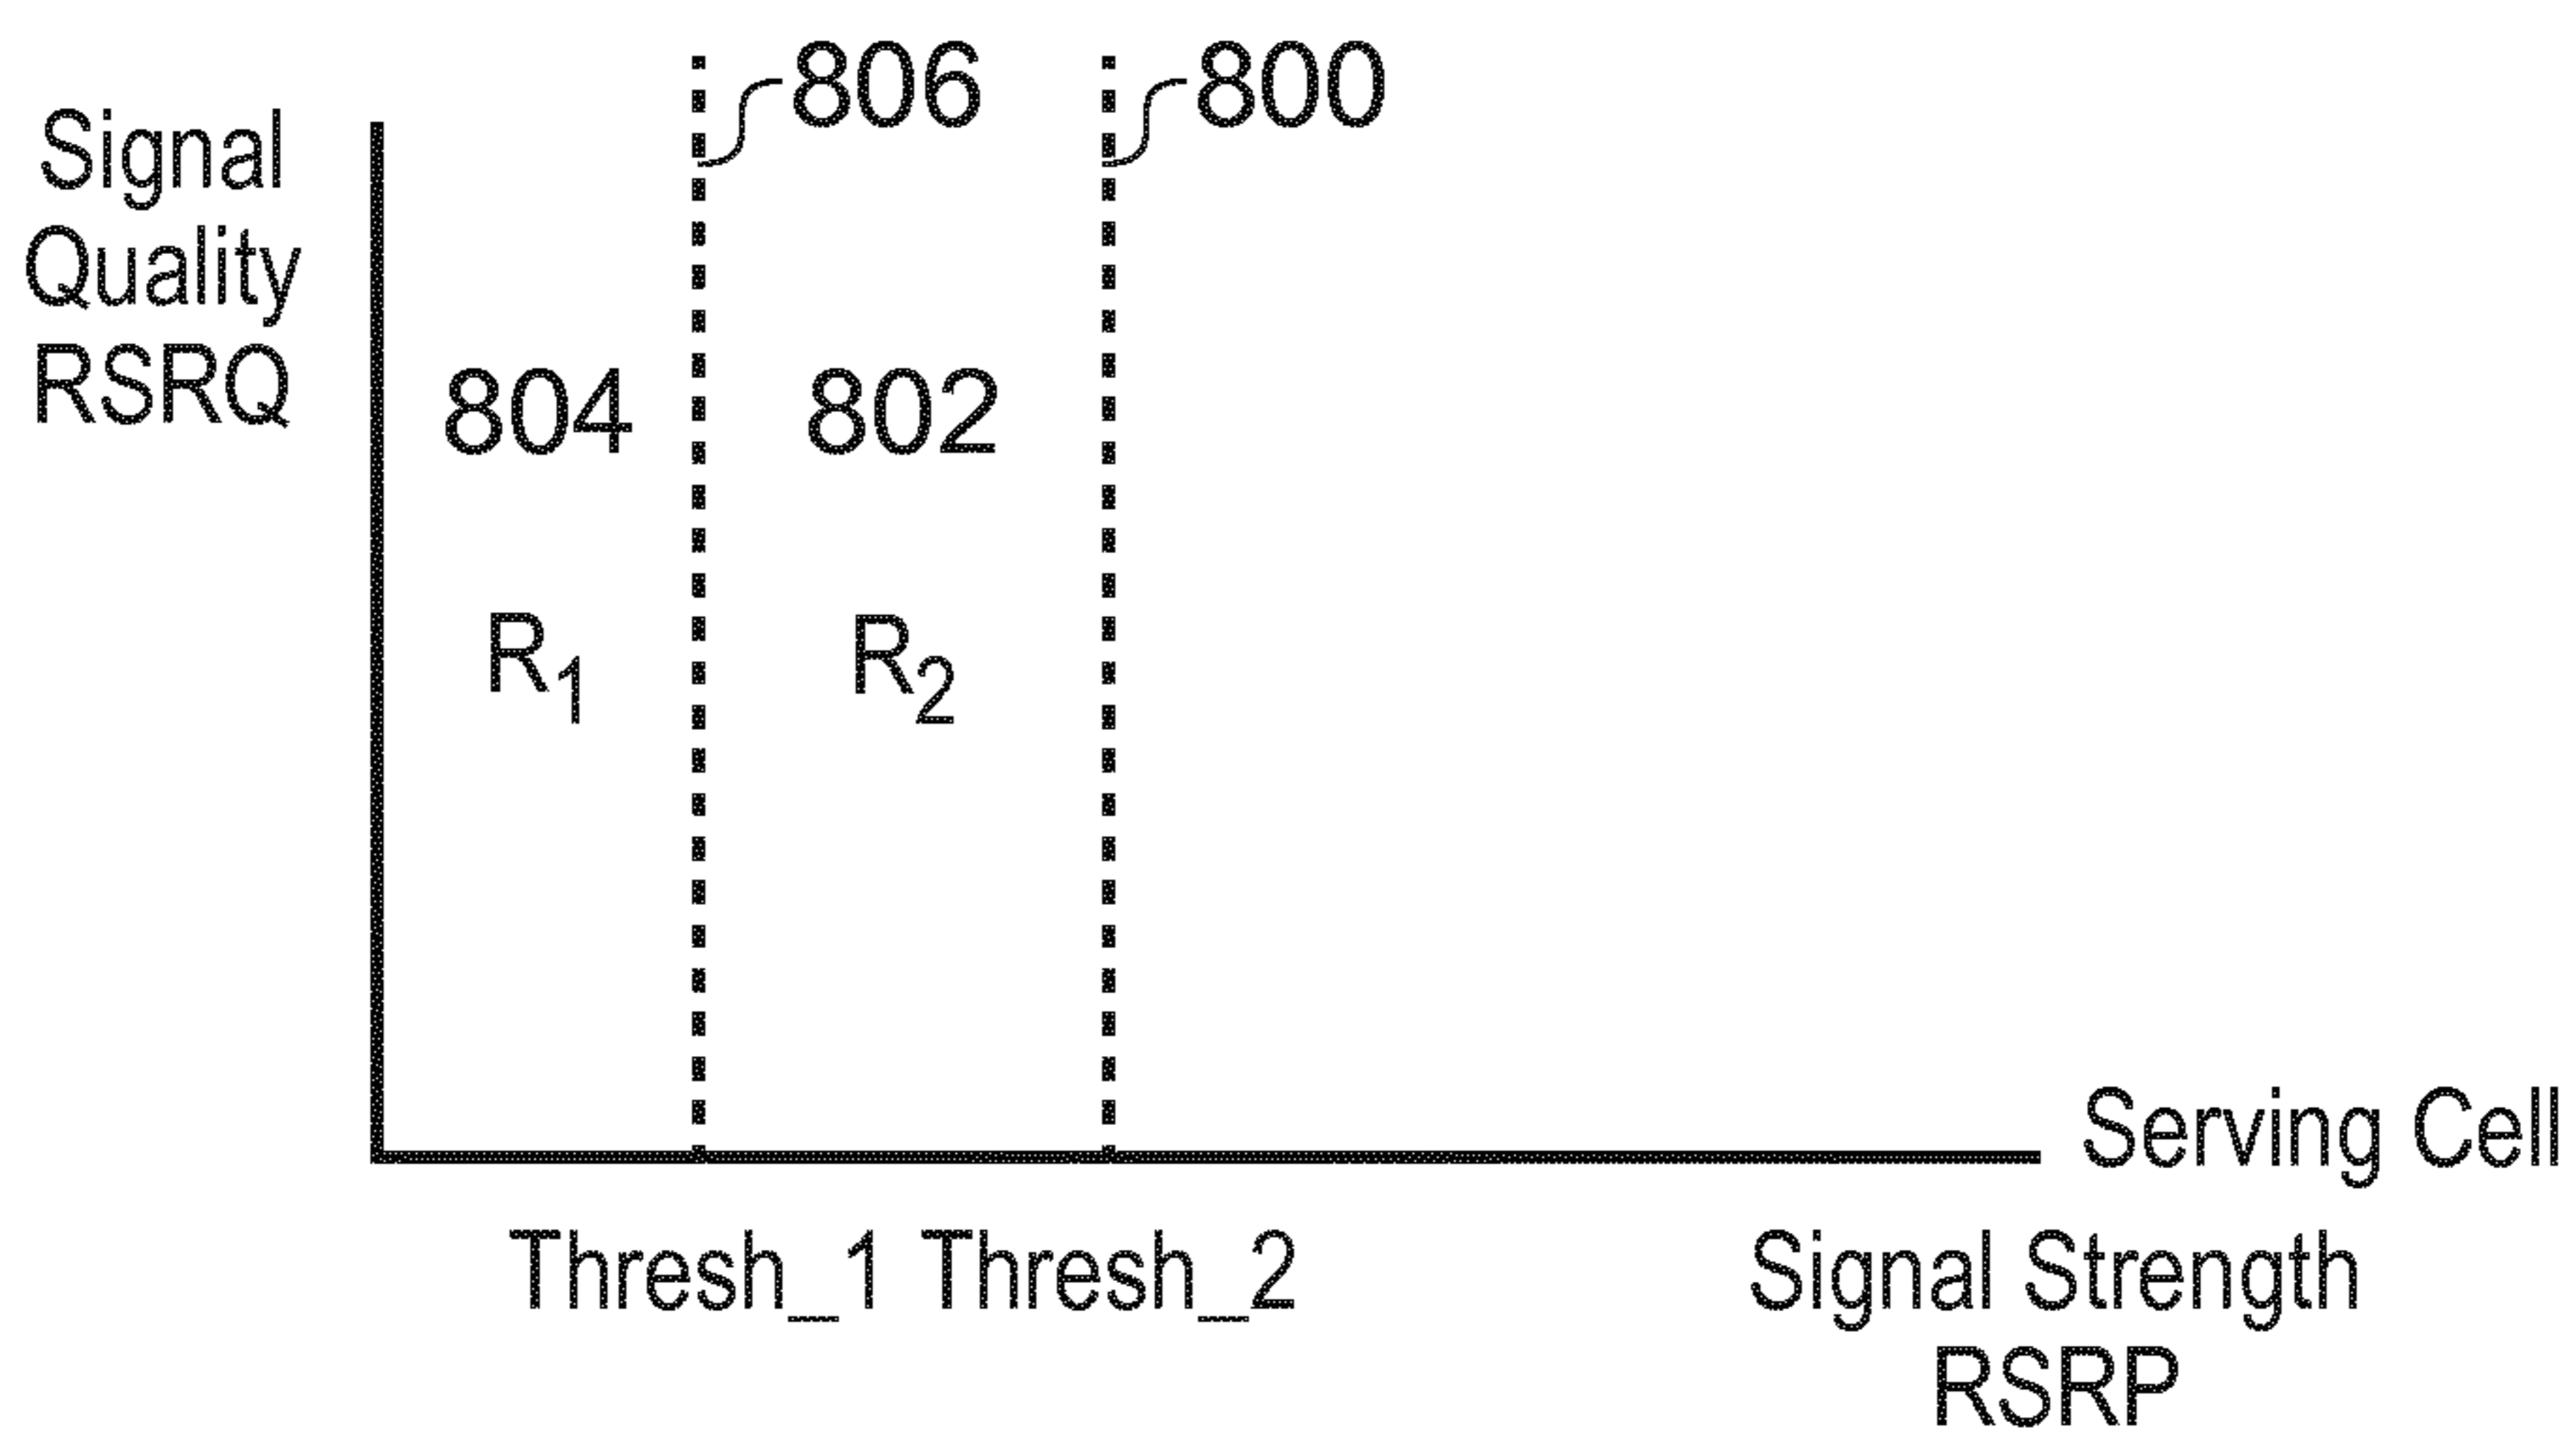 806 800
Signal
Quality
RSRQ
804 802
R1 R2
Serving Cell
Thresh_1 Thresh_2 Signal Strength
RSRP